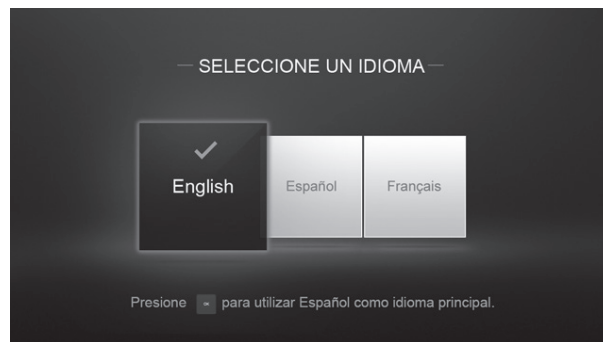 SELECCIONE UN IDIOMA
English
Español
Français
Presione - para utilizar Español como idioma principal.